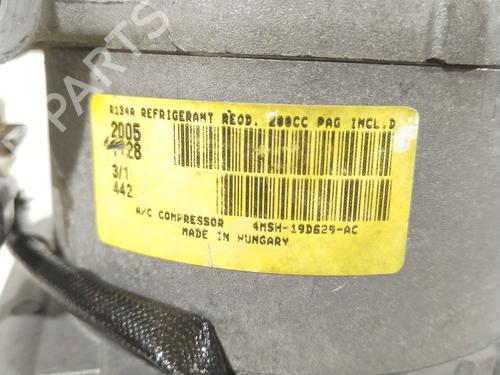 R134A REFRIGERANT REQD. 200CC PAG INCL.D
2005
3/1
442
A/C COMPRESSOR 4M5H-19D629-AC
MADE IN HUNGARY
PARTS